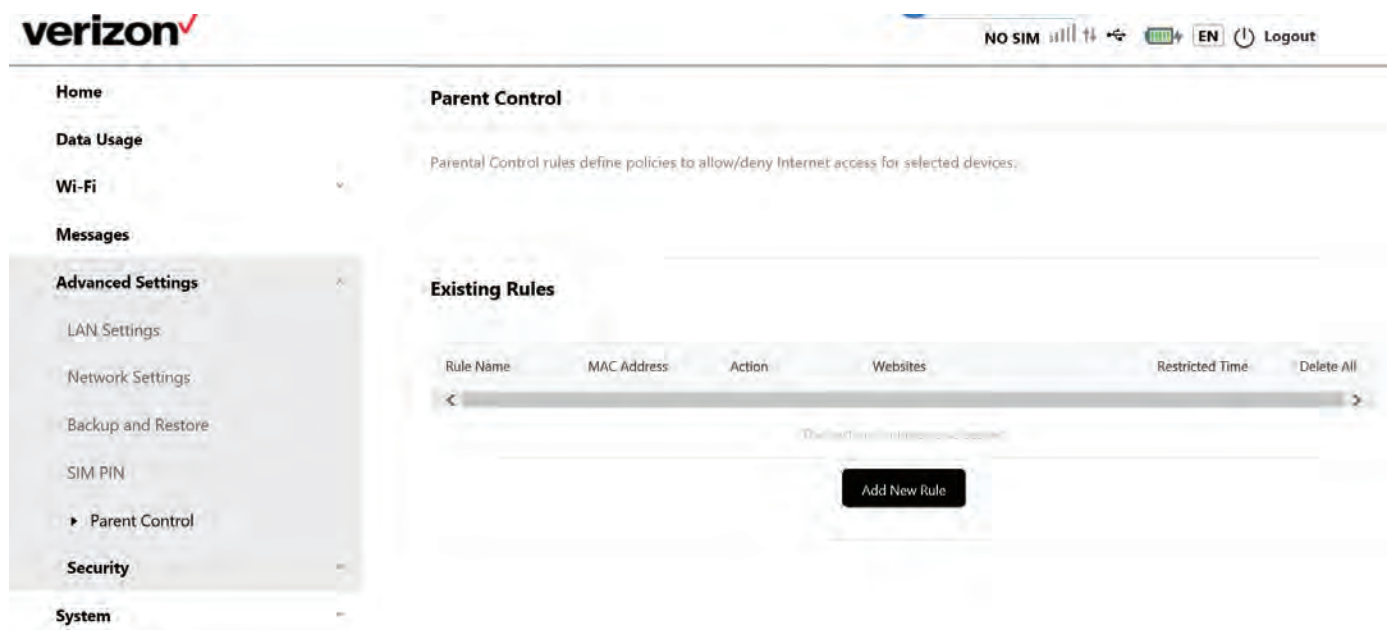 verizon
NO SIM EN Logout
Home
Data Usage
Wi-Fi
Messages
Advanced Settings
LAN Settings
Network Settings
Backup and Restore
SIM PIN
Parent Control
Security
System
Parent Control
Parental Control rules define policies to allow/deny Internet access for selected devices.
Existing Rules
Rule Name MAC Address Action Websites Restricted Time Delete All
Add New Rule